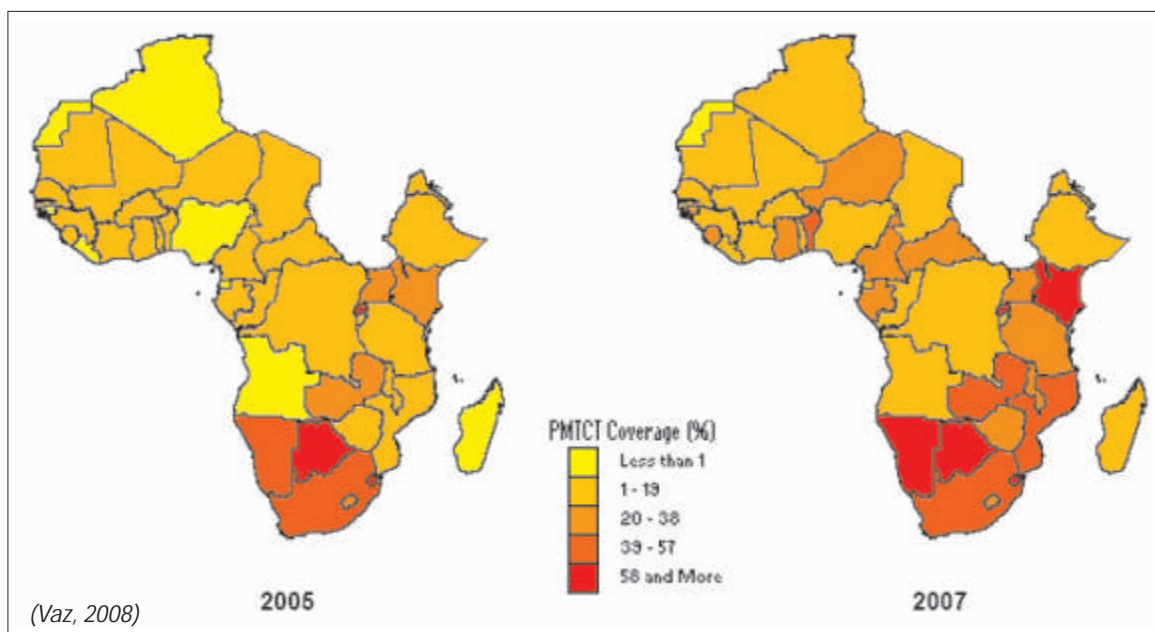 PMTCT Coverage (%)
Less than 1
1 - 19
20 - 38
39 - 57
58 and More
2005
2007
(Vaz, 2008)